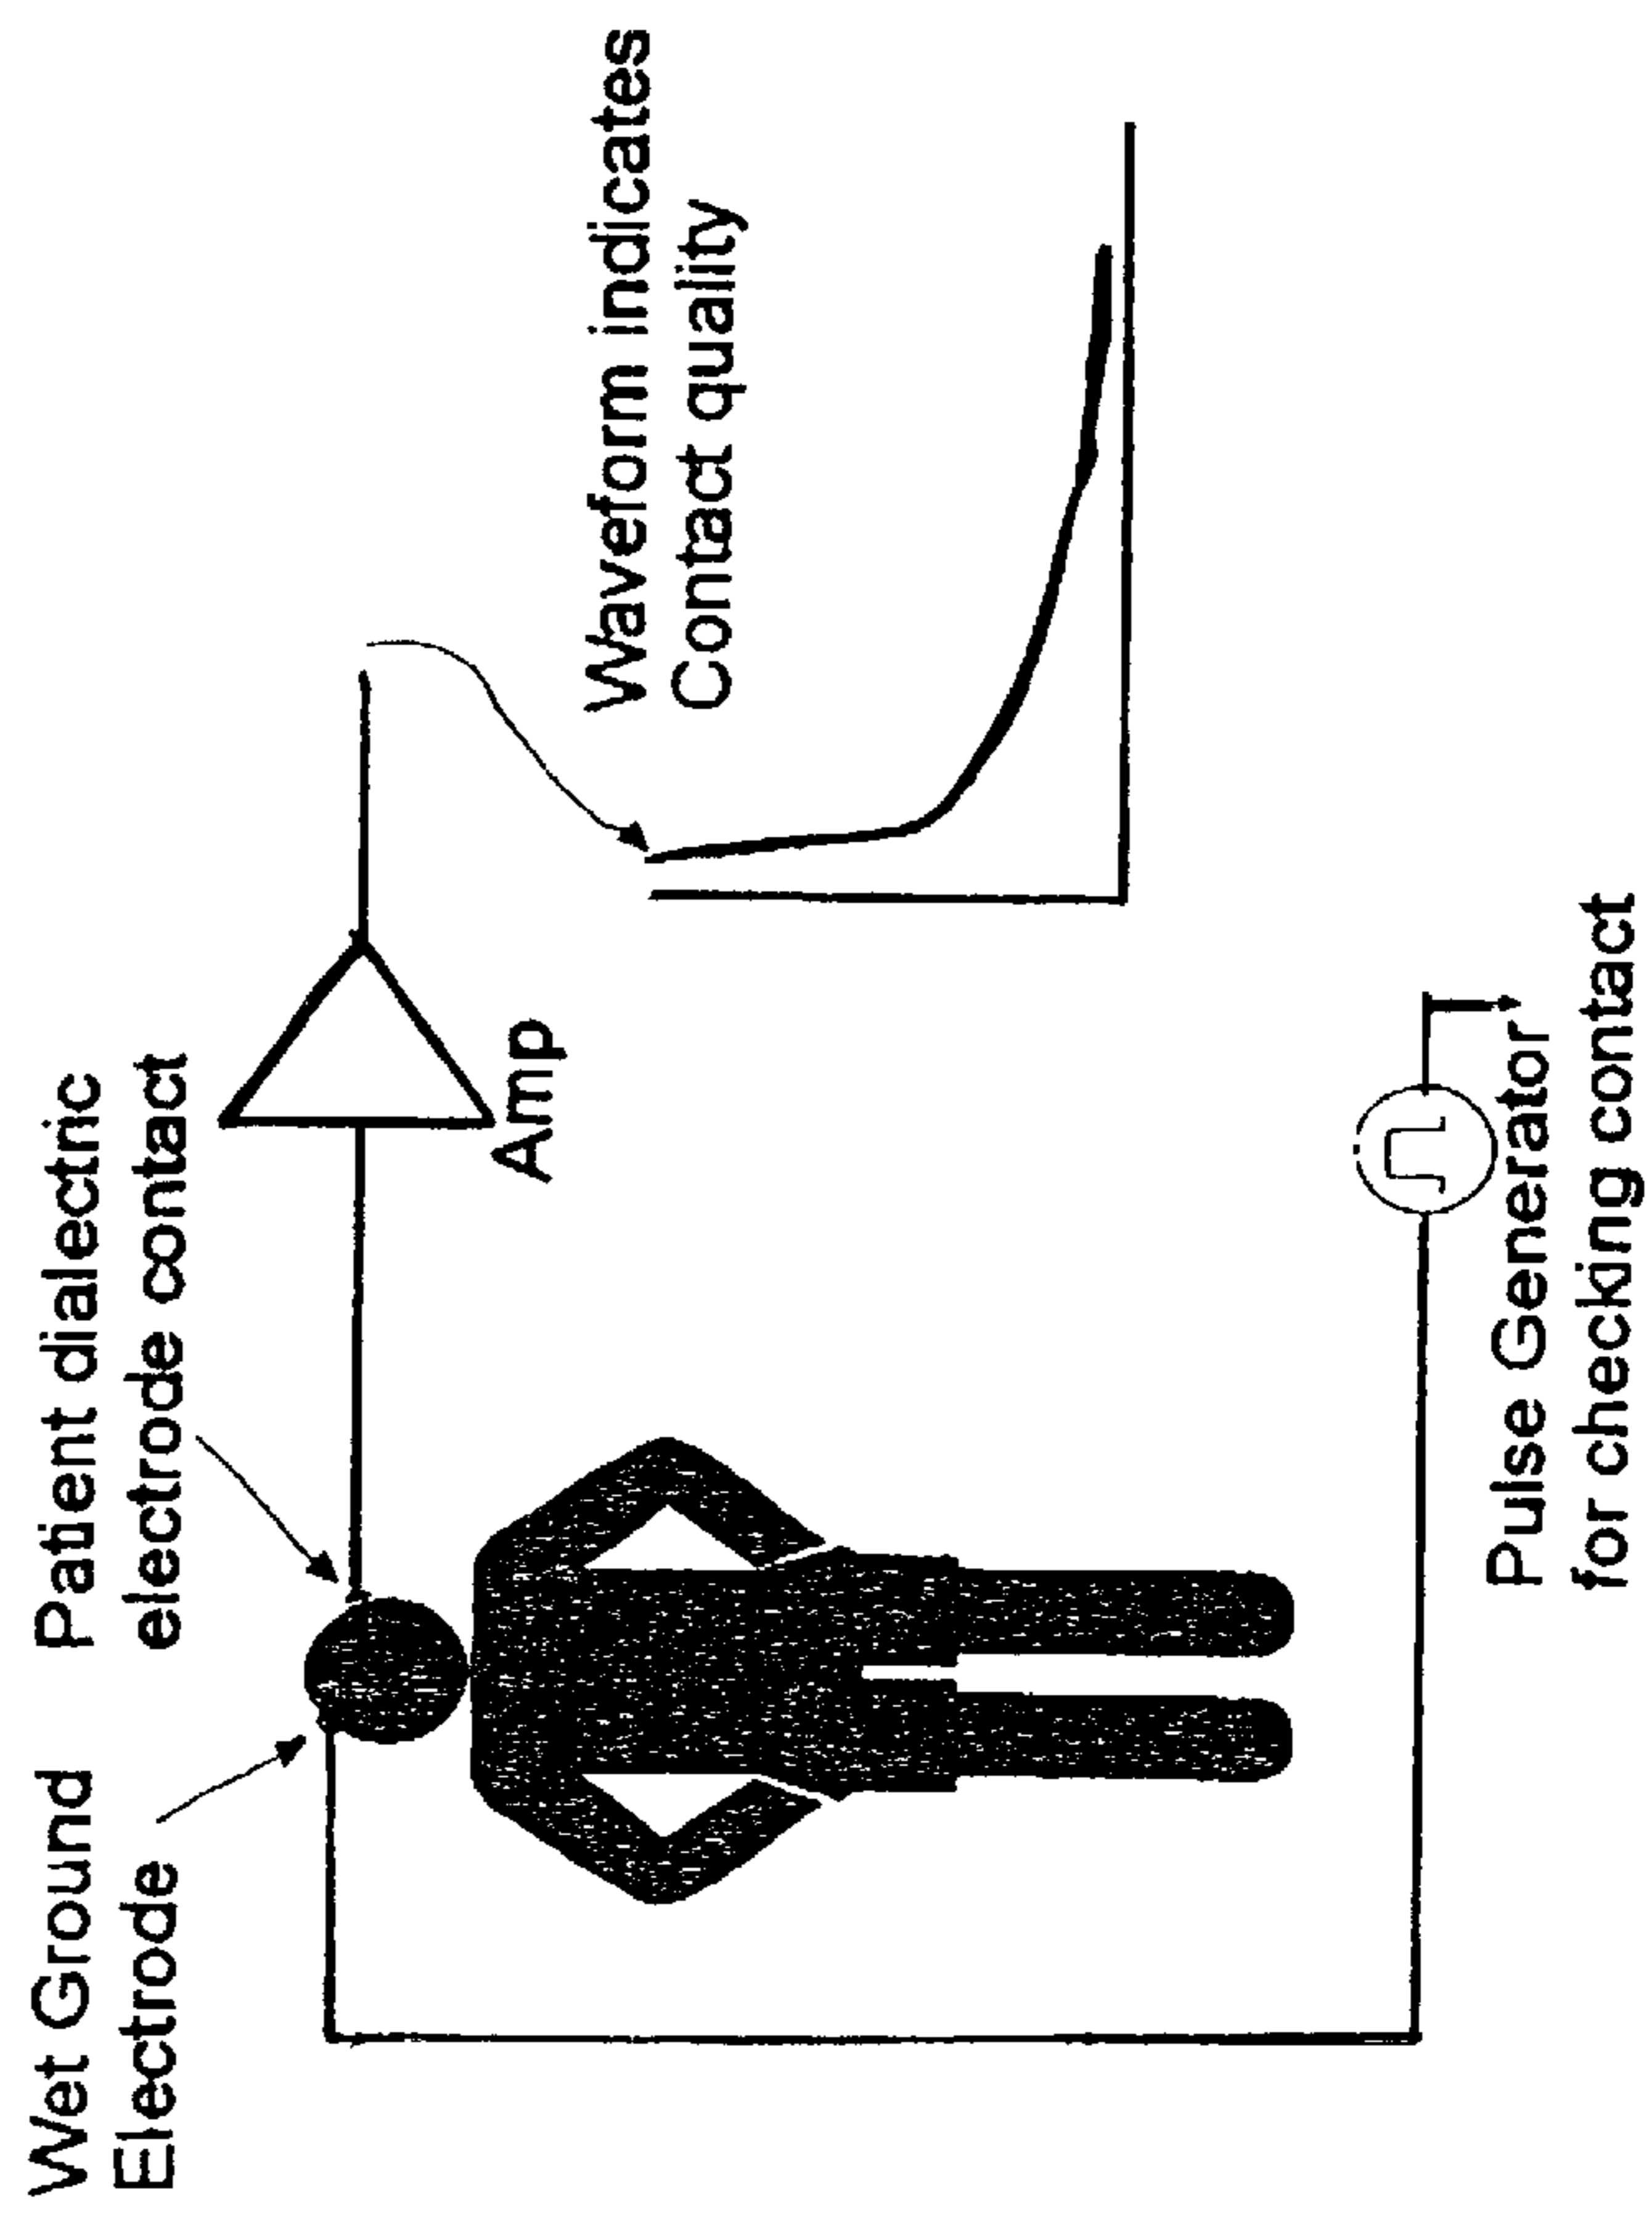 Wet Ground
Electrode
Patient dialectric
electrode contact
Amp
Waveform indicates
Contact quality
Pulse Generator
for checking contact